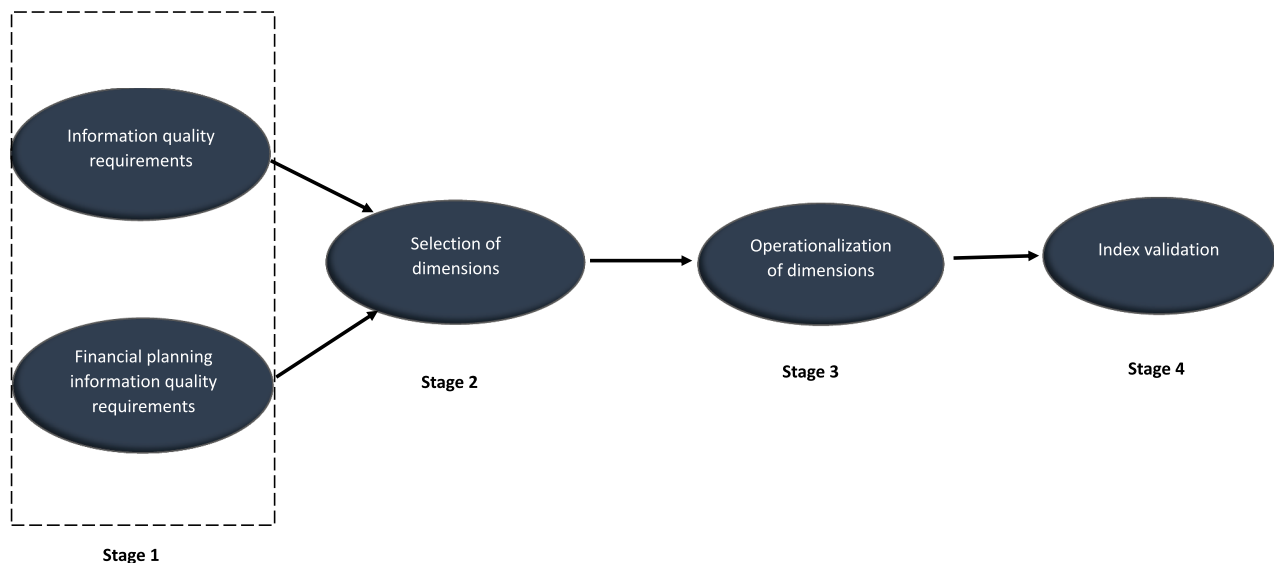 Information quality
requirements
Financial planning
information quality
requirements
Stage 1
Selection of
dimensions
Stage 2
Operationalization
of dimensions
Stage 3
Index validation
Stage 4